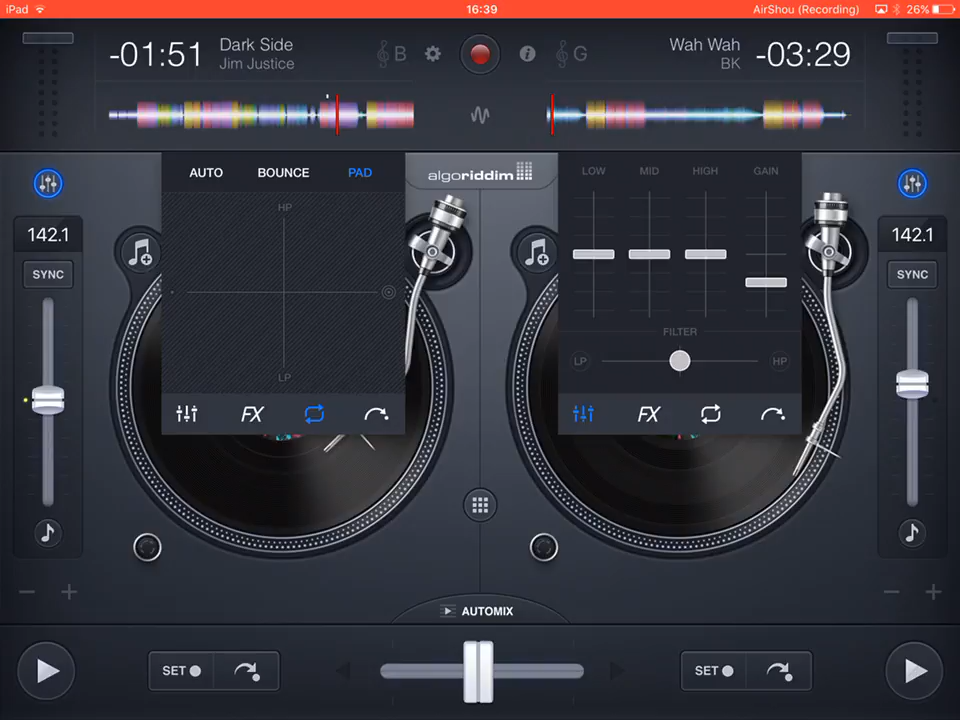 iPad 16:39 AirShou (Recording) 26%
-01:51 Dark Side B G Wah Wah -03:29
Jim Justice BK
AUTO BOUNCE PAD algoriddim LOW MID HIGH GAIN
HP
142.1 142.1
SYNC SYNC
FILTER
LP HP
LP
FX FX
AUTOMIX
SET SET